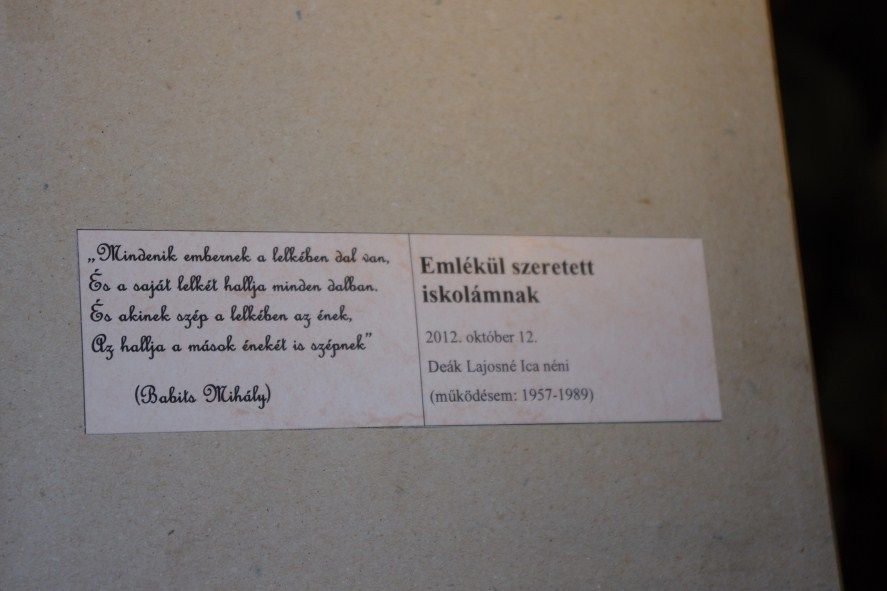 „Mindenik embernek a lelkében dal van,
És a saját lelkét hallja minden dalban.
És akinek szép a lelkében az ének,
Az hallja a mások énekét is szépnek”
(Babits Mihály)
Emlékül szeretett
iskolámnak
2012. október 12.
Deák Lajosné Ica néni
(működésem: 1957-1989)